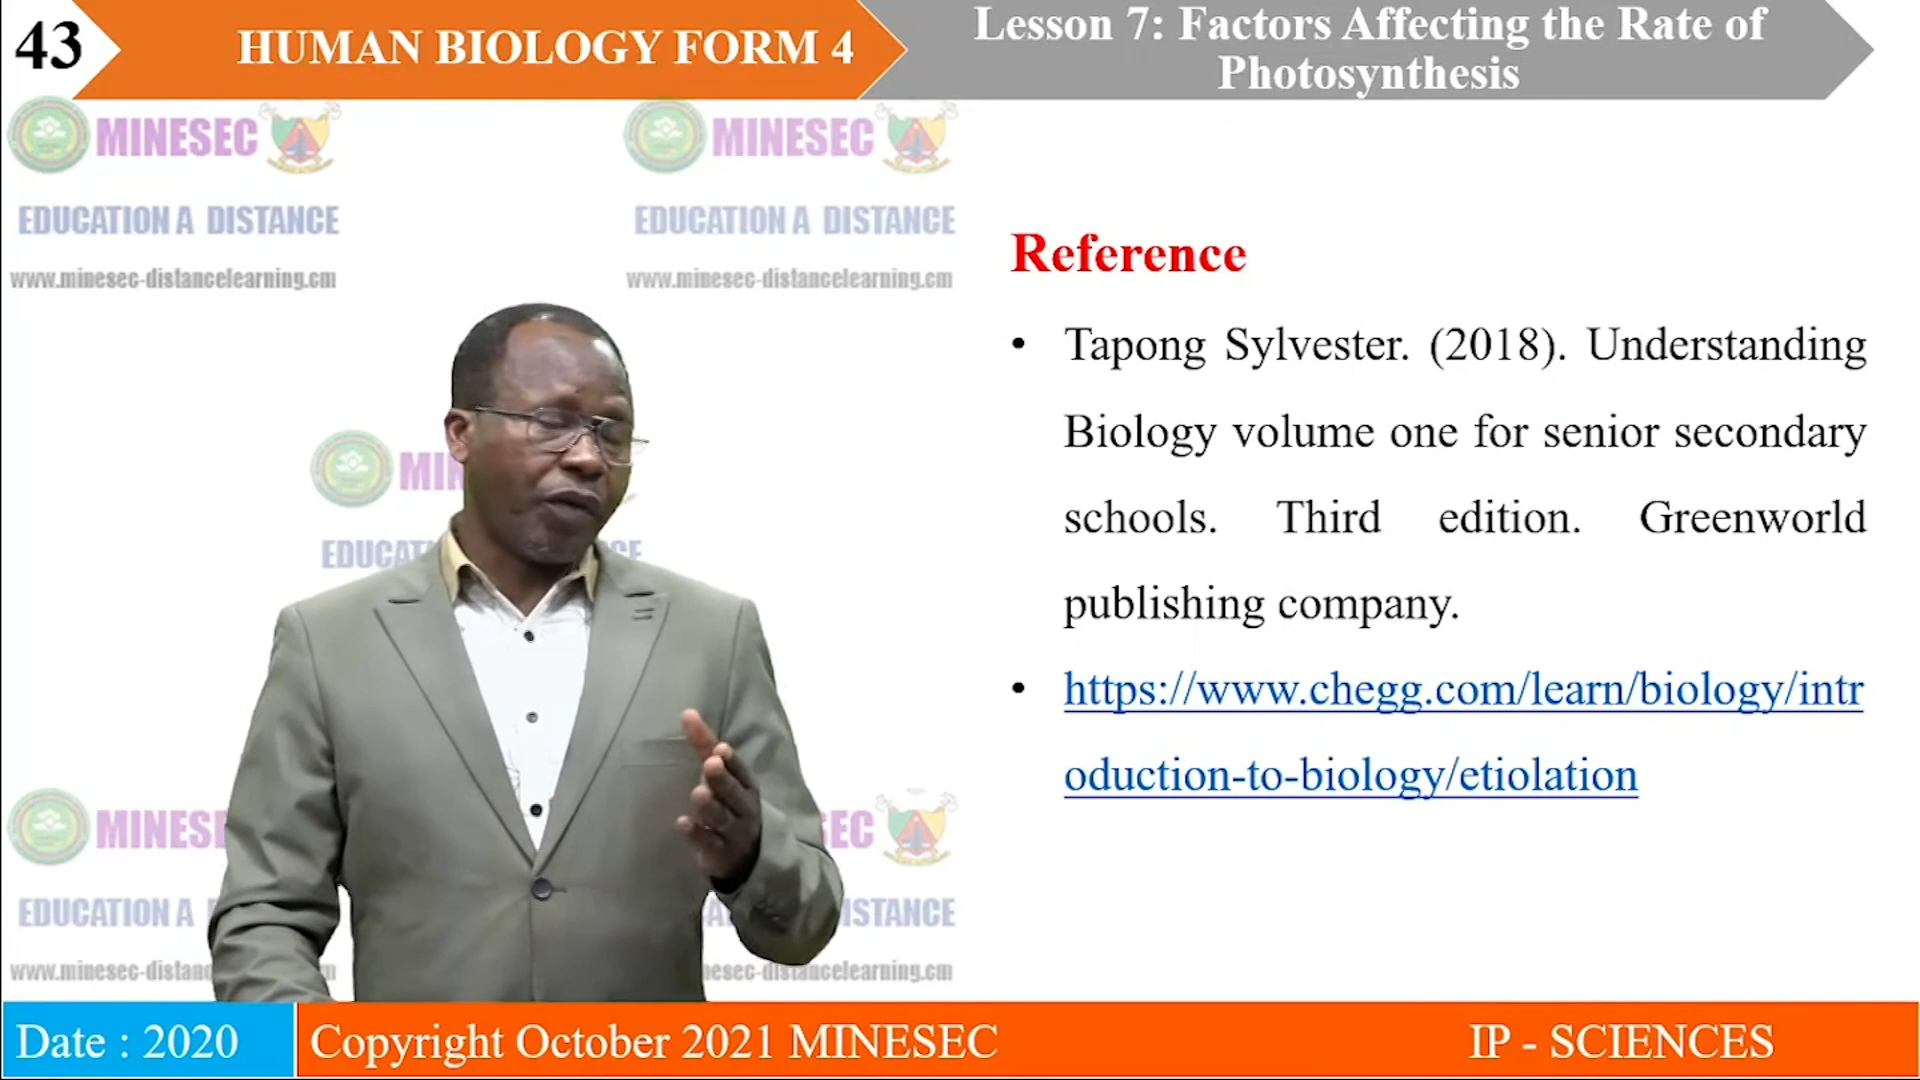 43
HUMAN BIOLOGY FORM 4
Lesson 7: Factors Affecting the Rate of
Photosynthesis
MINESEC
MINESEC
EDUCATION A DISTANCE
EDUCATION A DISTANCE
www.minesec-distancelearning.cm
www.minesec-distancelearning.cm
Reference
• Tapong Sylvester. (2018). Understanding
Biology volume one for senior secondary
schools. Third edition. Greenworld
publishing company.
• https://www.chegg.com/learn/biology/intr
oduction-to-biology/etiolation
Date : 2020
Copyright October 2021 MINESEC
IP - SCIENCES